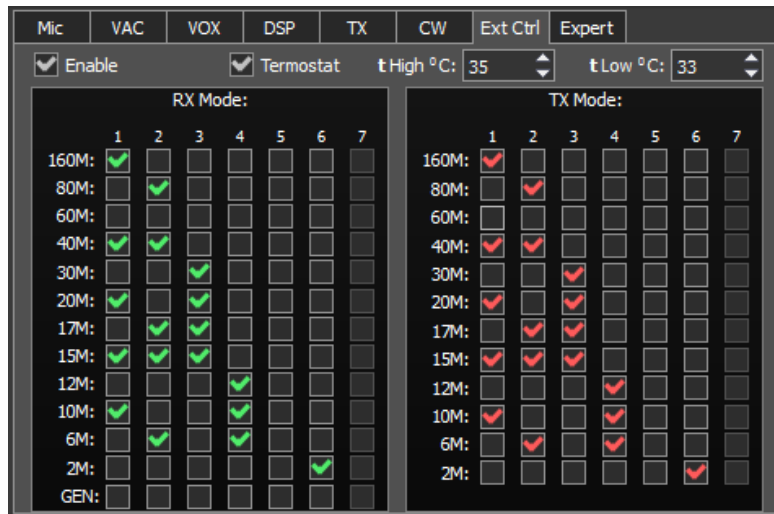 Mic VAC VOX DSP TX CW Ext Ctrl Expert
Enable Termostat t High °C: 35 t Low °C: 33
RX Mode: TX Mode:
1 2 3 4 5 6 7 1 2 3 4 5 6 7
160M: 160M:
80M: 80M:
60M: 60M:
40M: 40M:
30M: 30M:
20M: 20M:
17M: 17M:
15M: 15M:
12M: 12M:
10M: 10M:
6M: 6M:
2M: 2M:
GEN: